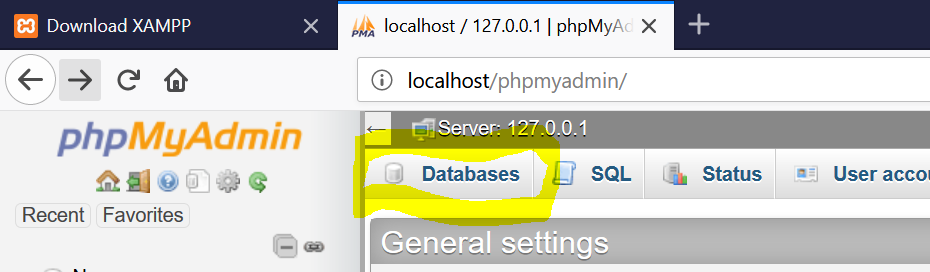 Download XAMPP
PMA
localhost / 127.0.0.1 | phpMyAd
localhost/phpmyadmin/
phpMyAdmin
Server: 127.0.0.1
Databases
SQL
Status
User accou
Recent
Favorites
General settings